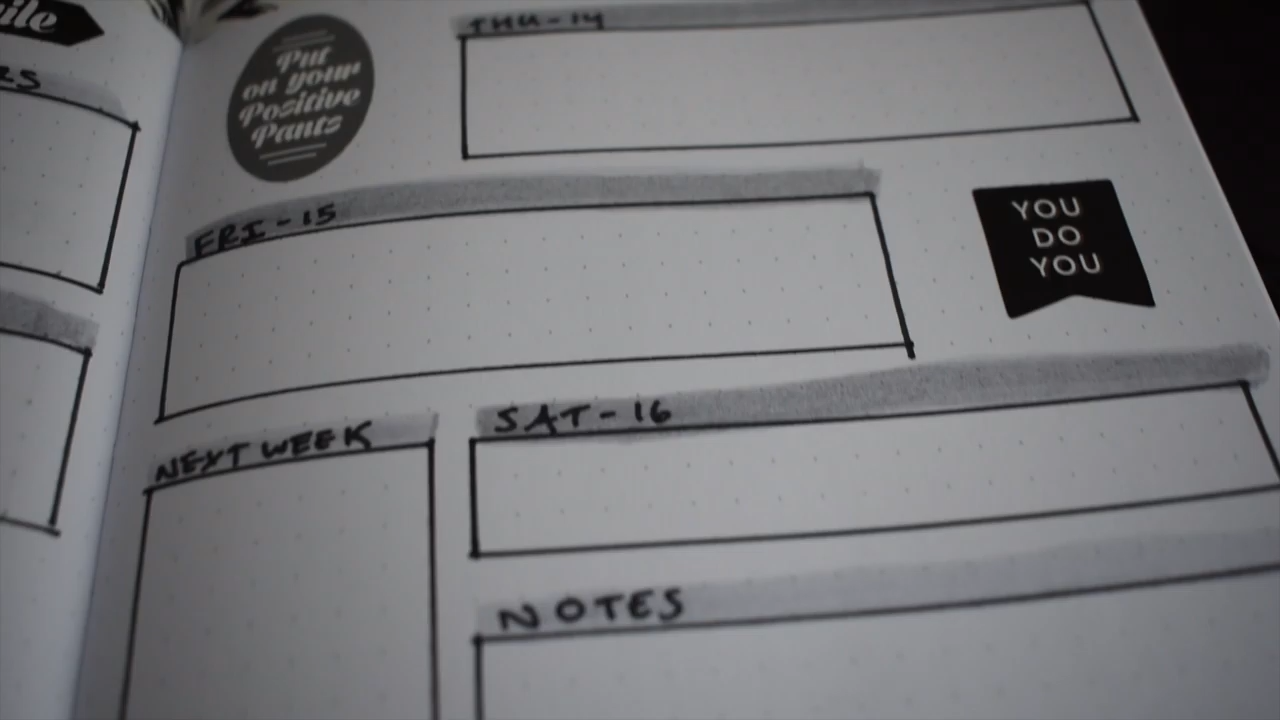 THU-14
Put
on your
Positive
Pants
FRI-15
YOU
DO
YOU
SAT-16
NEXT WEEK
NOTES